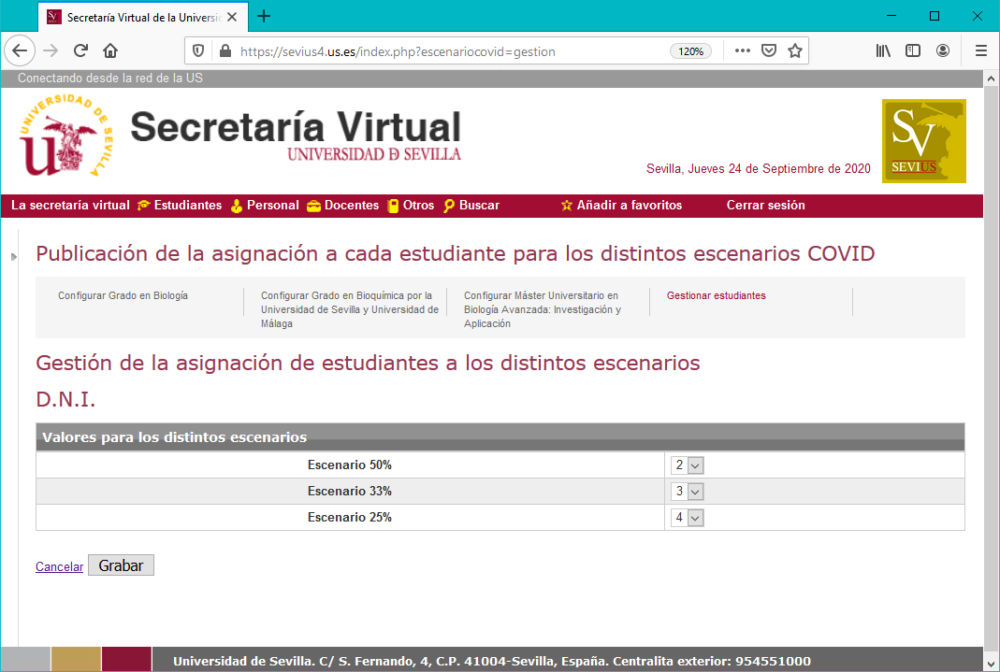 Secretaría Virtual de la Universid
https://sevius4.us.es/index.php?escenariocovid=gestion
120%
Conectando desde la red de la US
UNIVERSIDAD DE SEVILLA
Secretaría Virtual
UNIVERSIDAD Ð SEVILLA
SV
SEVIUS
Sevilla, Jueves 24 de Septiembre de 2020
La secretaría virtual Estudiantes Personal Docentes Otros Buscar Añadir a favoritos Cerrar sesión
Publicación de la asignación a cada estudiante para los distintos escenarios COVID
Configurar Grado en Biología
Configurar Grado en Bioquímica por la
Universidad de Sevilla y Universidad de
Málaga
Configurar Máster Universitario en
Biología Avanzada: Investigación y
Aplicación
Gestionar estudiantes
Gestión de la asignación de estudiantes a los distintos escenarios
D.N.I.
Valores para los distintos escenarios
Escenario 50% 2
Escenario 33% 3
Escenario 25% 4
Cancelar Grabar
Universidad de Sevilla. C/ S. Fernando, 4, C.P. 41004-Sevilla, España. Centralita exterior: 954551000